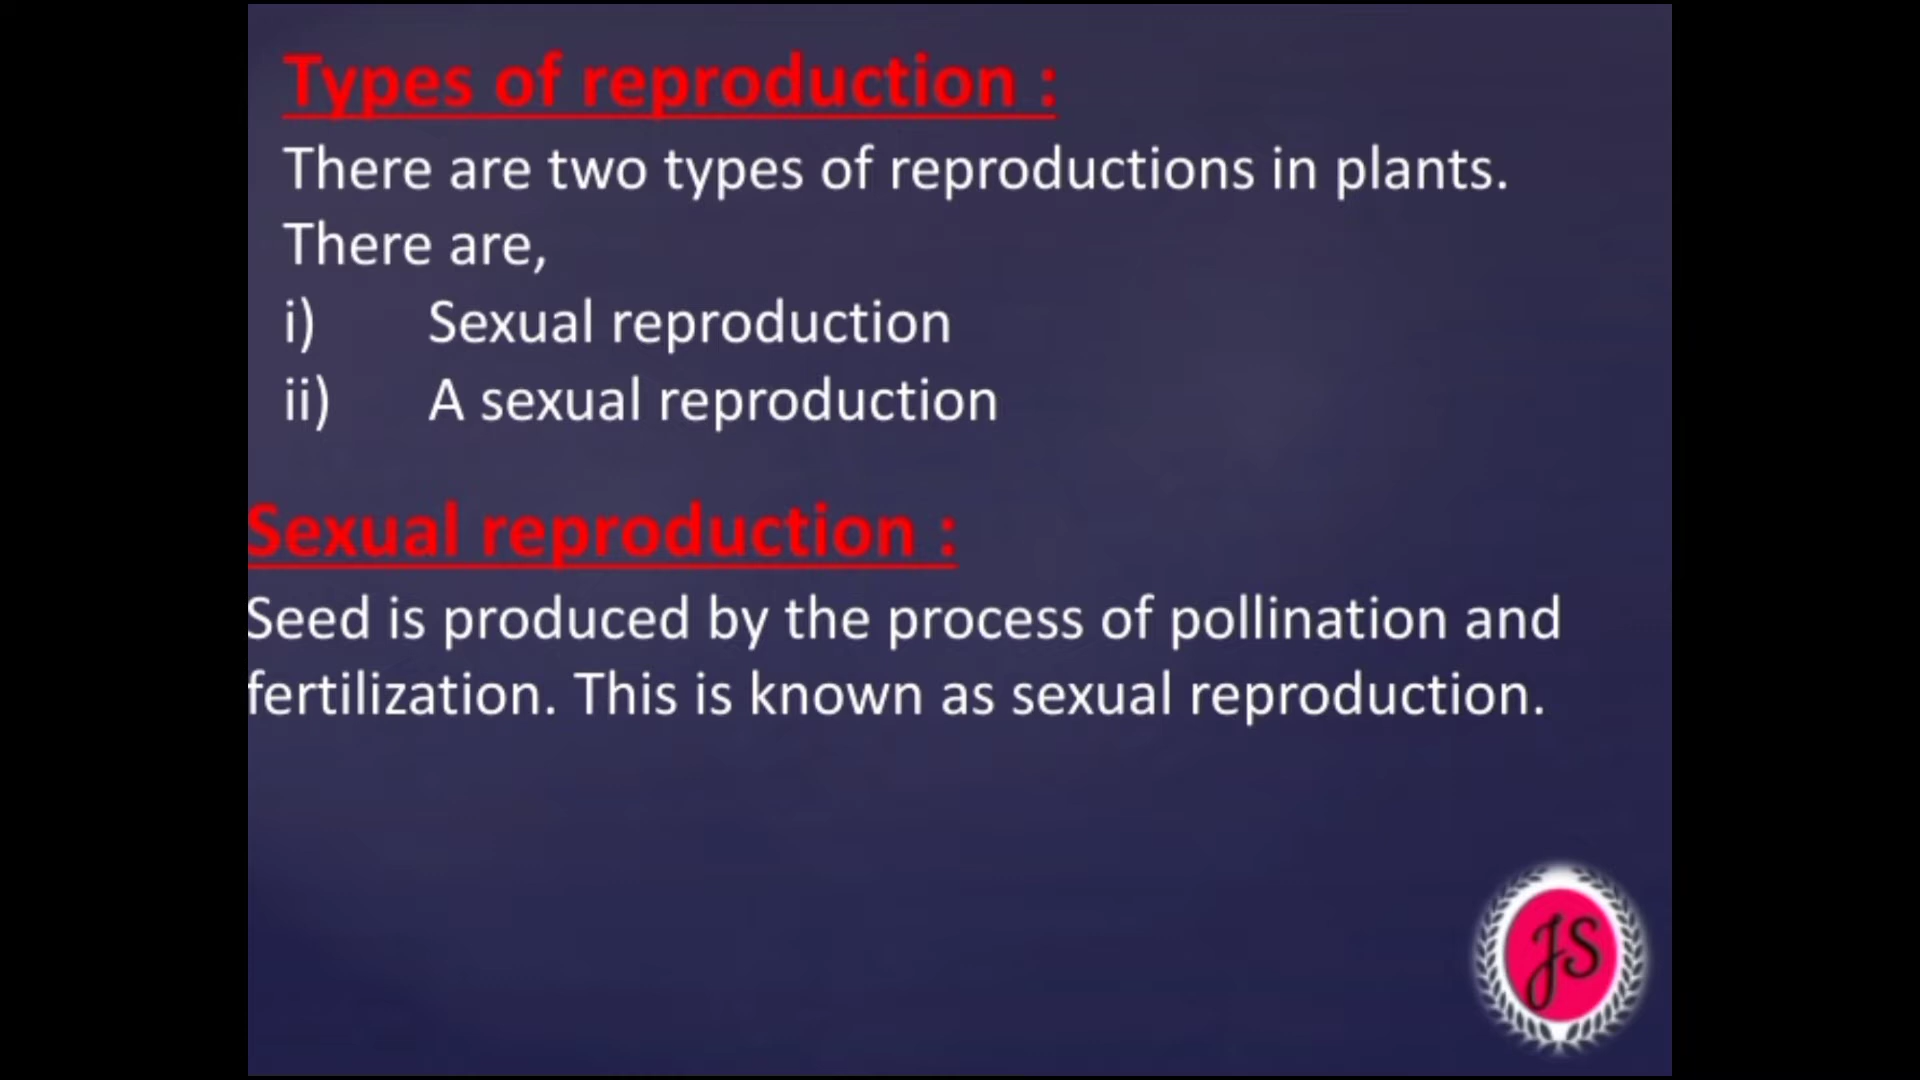 Types of reproduction :
There are two types of reproductions in plants.
There are,
i) Sexual reproduction
ii) A sexual reproduction
Sexual reproduction :
Seed is produced by the process of pollination and
fertilization. This is known as sexual reproduction.
JS